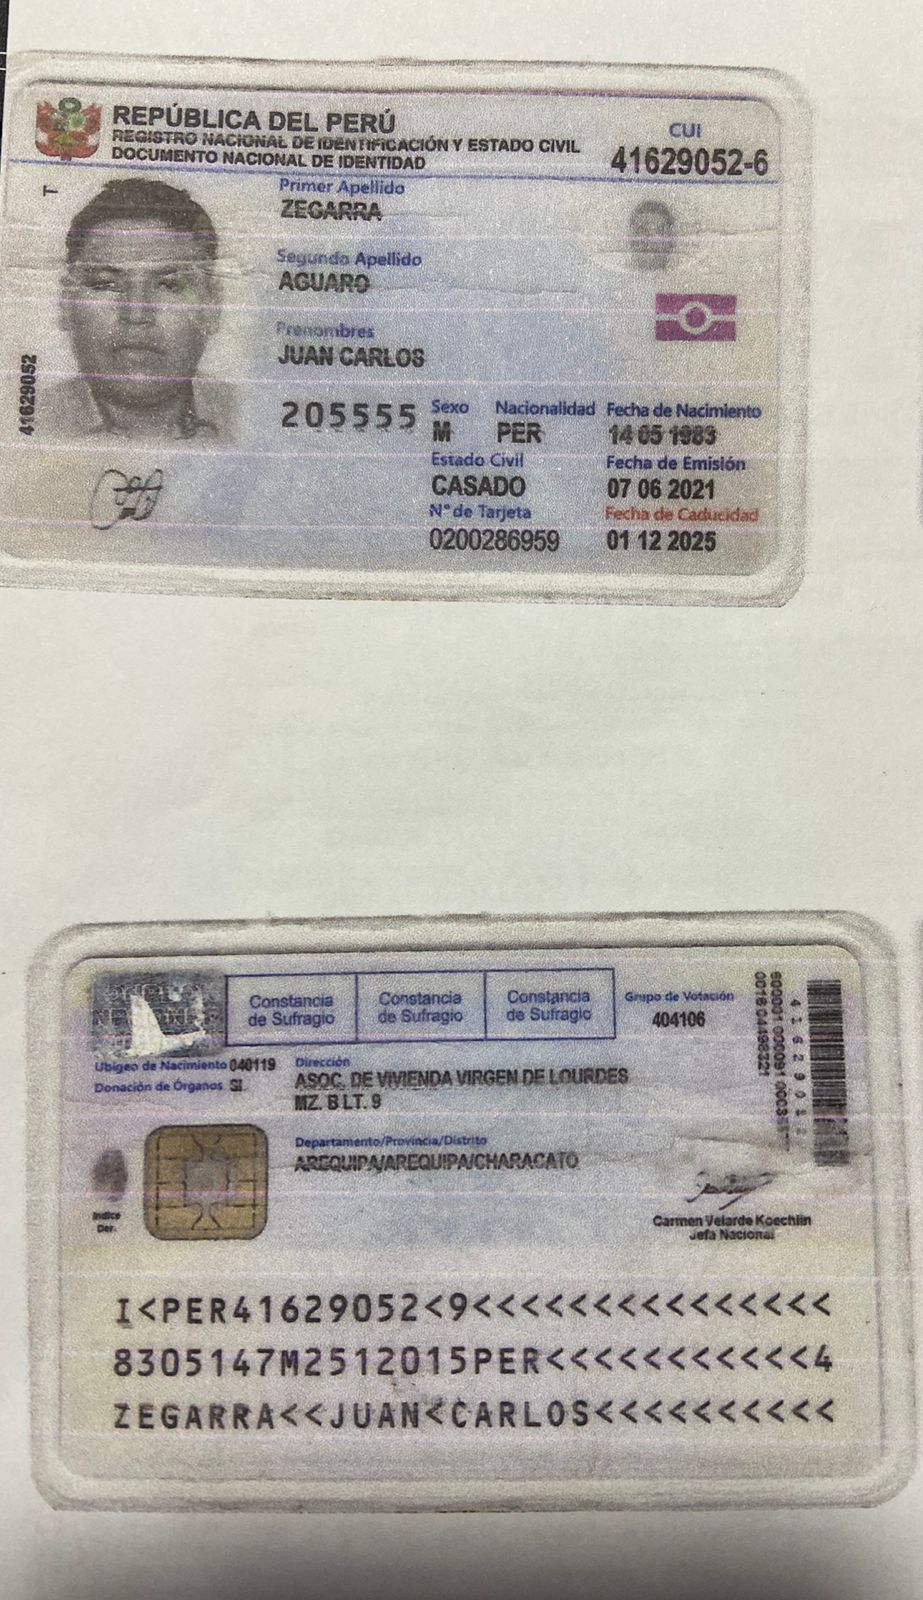 REPÚBLICA DEL PERÚ
REGISTRO NACIONAL DE IDENTIFICACIÓN Y ESTADO CIVIL
DOCUMENTO NACIONAL DE IDENTIDAD
CUI
41629052-6
T
41629052
Primer Apellido
ZEGARRA
Segundo Apellido
AGUARO
Prenombres
JUAN CARLOS
205555
Sexo Nacionalidad Fecha de Nacimiento
M PER 14 05 1983
Estado Civil Fecha de Emisión
CASADO 07 06 2021
N° de Tarjeta Fecha de Caducidad
0200286959 01 12 2025
Constancia de Sufragio
Constancia de Sufragio
Constancia de Sufragio
Grupo de Votación
404106
Ubigeo de Nacimiento 040119
Donación de Órganos SI
Dirección
ASOC. DE VIVIENDA VIRGEN DE LOURDES
MZ. B LT. 9
Departamento/Provincia/Distrito
AREQUIPA/AREQUIPA/CHARACATO
Indice
Der.
Carmen Velarde Koechlin
Jefa Nacional
I<PER41629052<9<<<<<<<<<<<<<<<
8305147M2512015PER<<<<<<<<<<<4
ZEGARRA<<JUAN<CARLOS<<<<<<<<<<